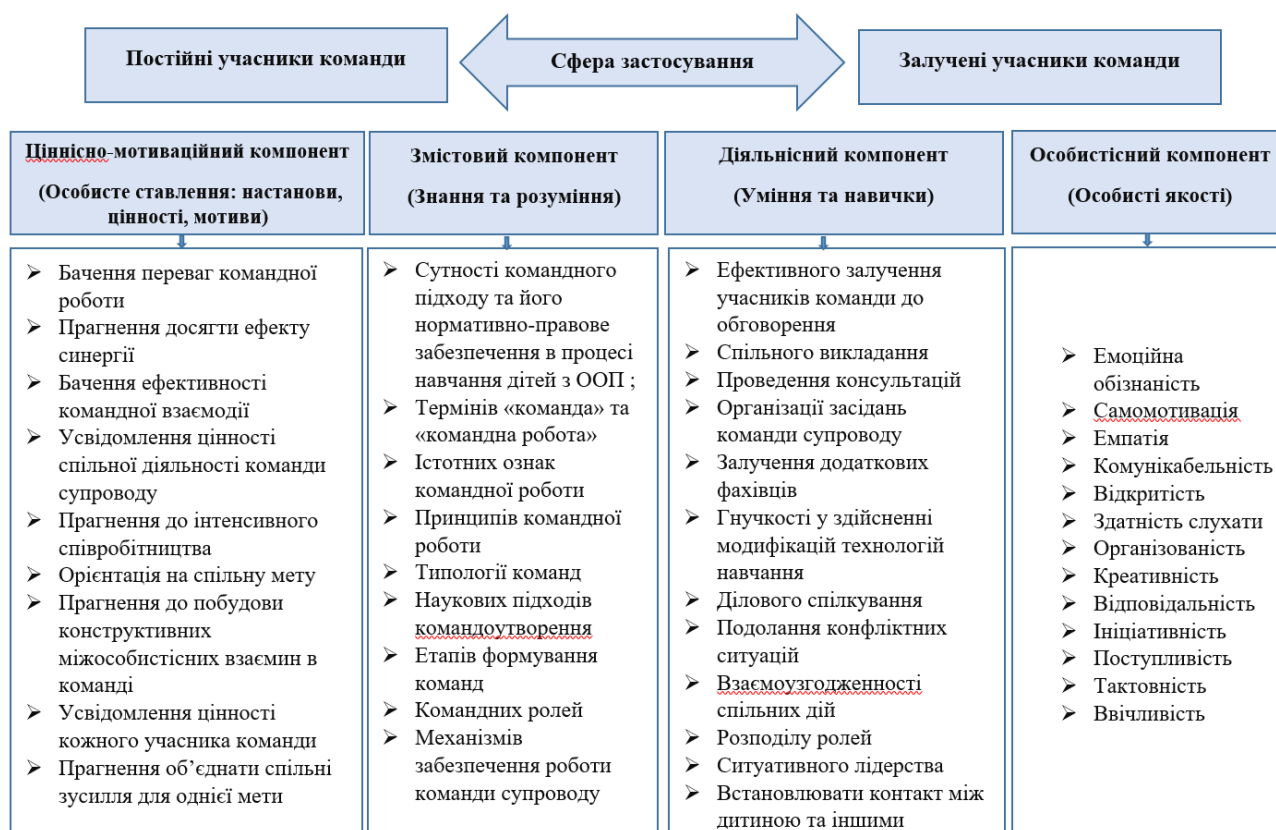 Постійні учасники команди
Сфера застосування
Залучені учасники команди
Ціннісно-мотиваційний компонент
(Особисте ставлення: настанови,
цінності, мотиви)
Змістовий компонент
(Знання та розуміння)
Діяльнісний компонент
(Уміння та навички)
Особистісний компонент
(Особисті якості)
➢ Бачення переваг командної
роботи
➢ Прагнення досягти ефекту
синергії
➢ Бачення ефективності
командної взаємодії
➢ Усвідомлення цінності
спільної діяльності команди
супроводу
➢ Прагнення до інтенсивного
співробітництва
➢ Орієнтація на спільну мету
➢ Прагнення до побудови
конструктивних
міжособистісних взаємин в
команді
➢ Усвідомлення цінності
кожного учасника команди
➢ Прагнення об’єднати спільні
зусилля для однієї мети
➢ Сутності командного
підходу та його
нормативно-правове
забезпечення в процесі
навчання дітей з ООП ;
➢ Термінів «команда» та
«командна робота»
➢ Істотних ознак
командної роботи
➢ Принципів командної
роботи
➢ Типології команд
➢ Наукових підходів
командоутворення
➢ Етапів формування
команд
➢ Командних ролей
➢ Механізмів
забезпечення роботи
команди супроводу
➢ Ефективного залучення
учасників команди до
обговорення
➢ Спільного викладання
➢ Проведення консультацій
➢ Організації засідань
команди супроводу
➢ Залучення додаткових
фахівців
➢ Гнучкості у здійсненні
модифікацій технологій
навчання
➢ Ділового спілкування
➢ Подолання конфліктних
ситуацій
➢ Взаємоузгодженності
спільних дій
➢ Розподілу ролей
➢ Ситуативного лідерства
➢ Встановлювати контакт між
дитиною та іншими
➢ Емоційна
обізнаність
➢ Самомотивація
➢ Емпатія
➢ Комунікабельність
➢ Відкритість
➢ Здатність слухати
➢ Організованість
➢ Креативність
➢ Відповідальність
➢ Ініціативність
➢ Поступливість
➢ Тактовність
➢ Ввічливість